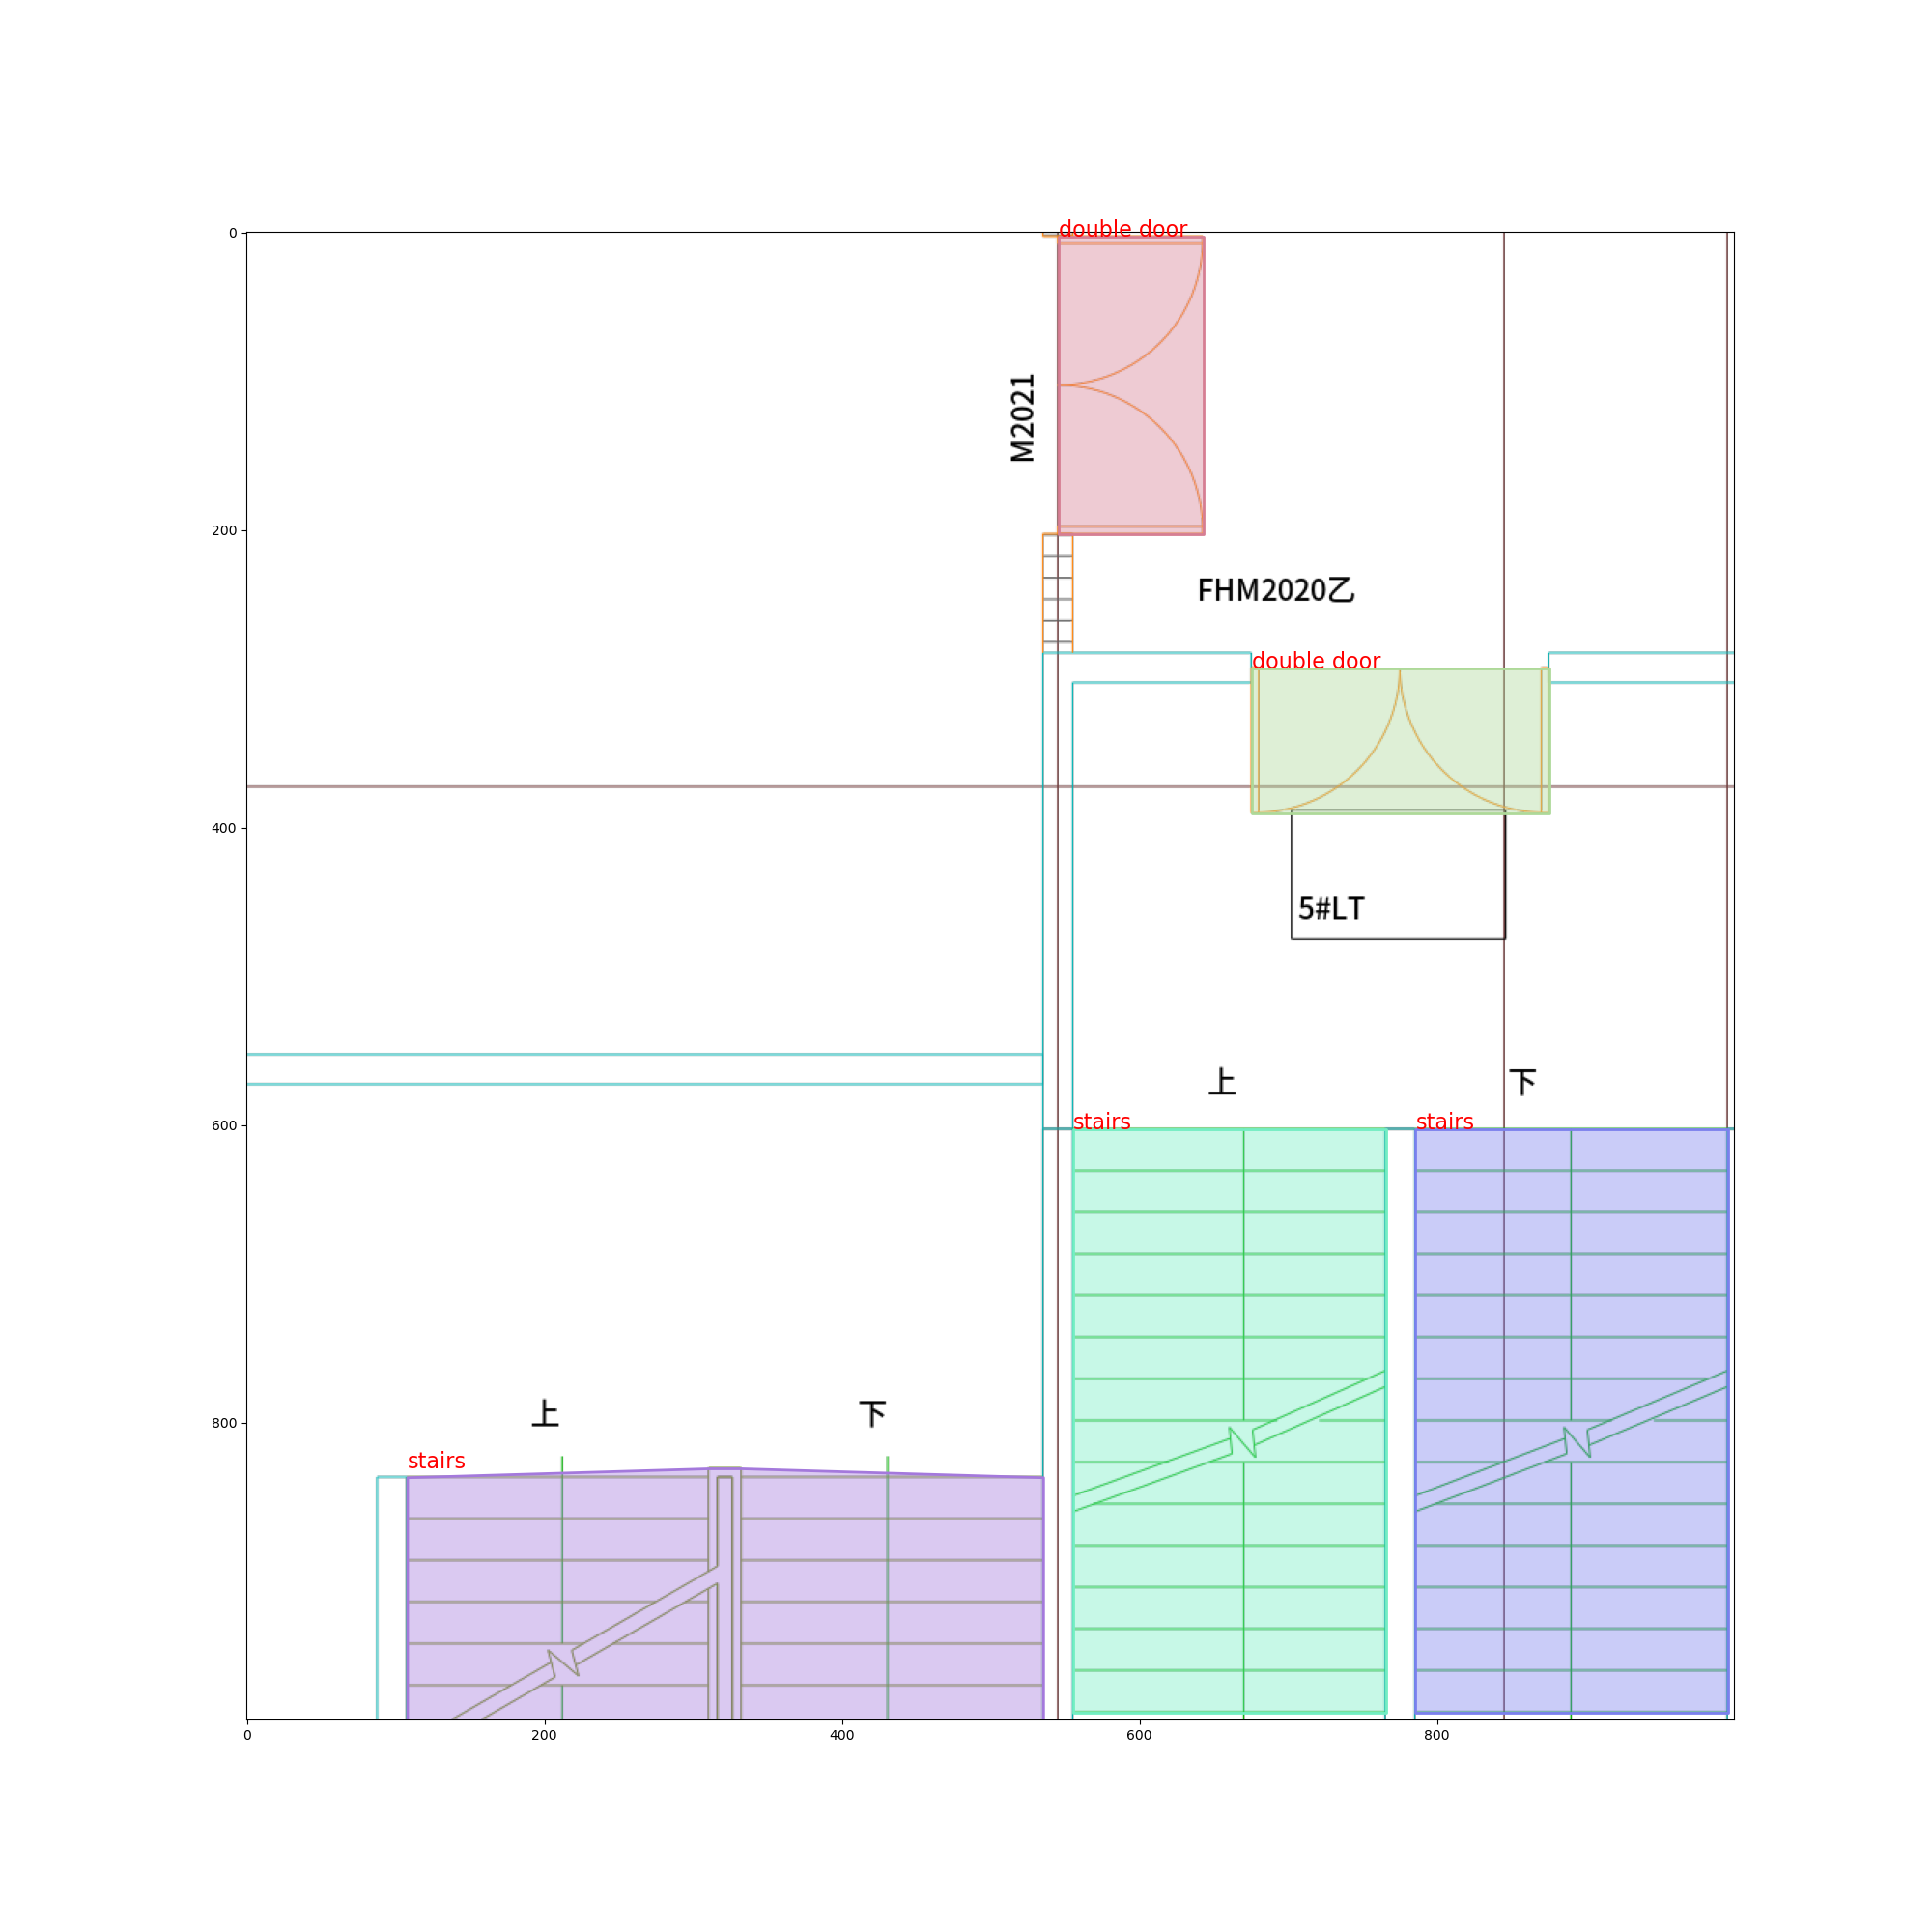 0
double door
M2021
200
FHM2020乙
double door
400
5#LT
上
下
600
stairs
stairs
上
下
800
stairs
0
200
400
600
800